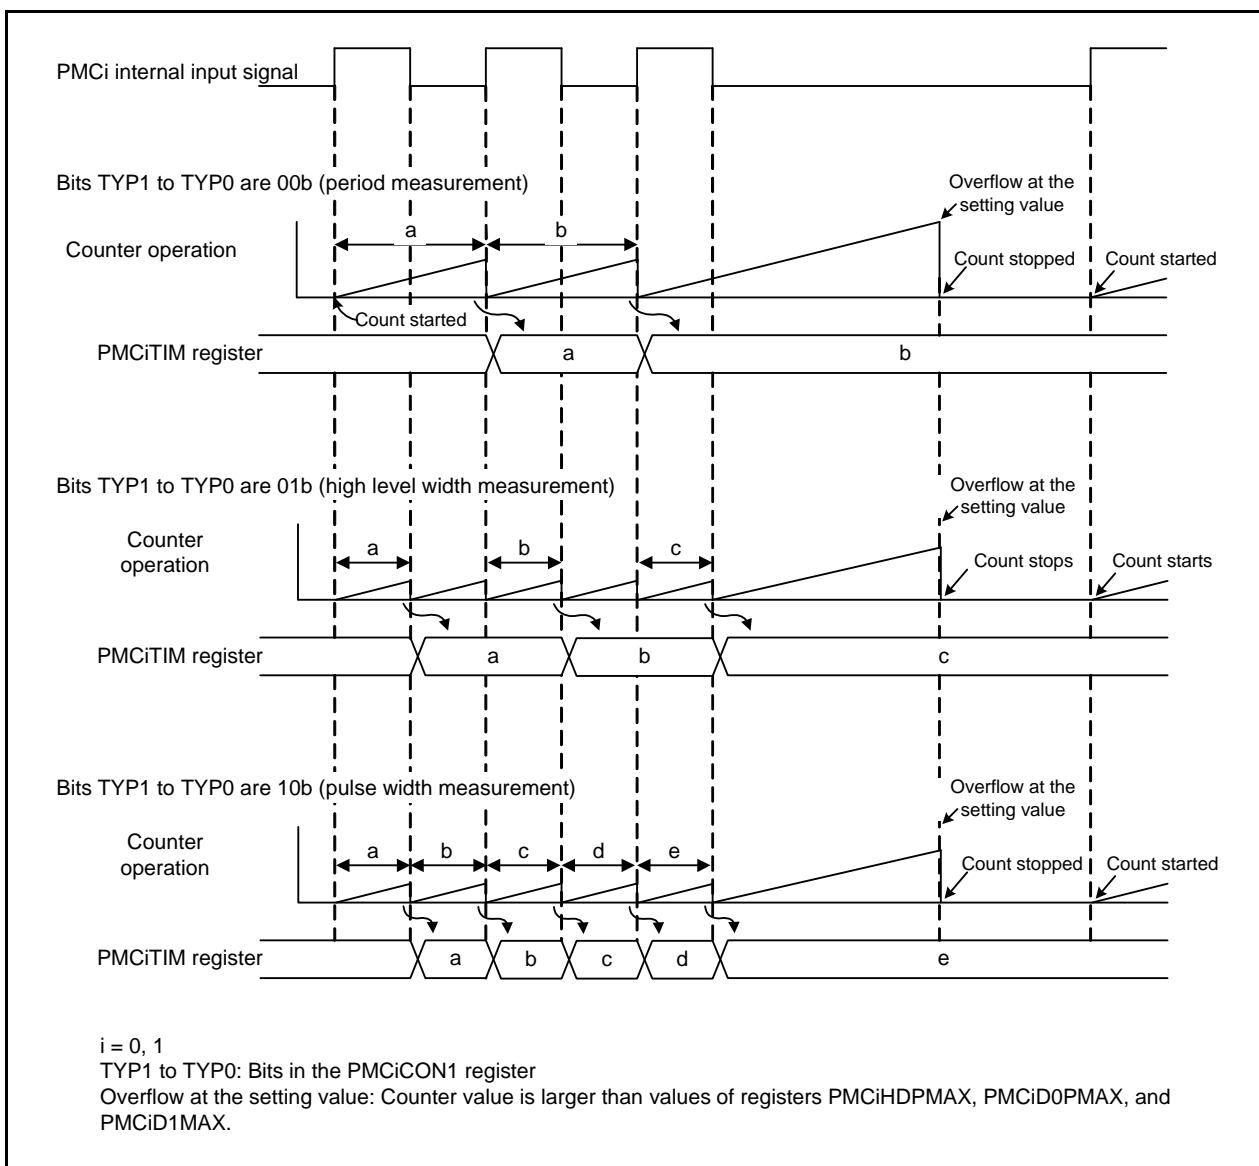 PMCi internal input signal
Bits TYP1 to TYP0 are 00b (period measurement)
Overflow at the
setting value
a
b
Counter operation
Count stopped
Count started
Count started
PMCiTIM register
a
b
Bits TYP1 to TYP0 are 01b (high level width measurement)
Overflow at the
setting value
Counter
operation
a
b
c
Count stops
Count starts
PMCiTIM register
a
b
c
Bits TYP1 to TYP0 are 10b (pulse width measurement)
Overflow at the
setting value
Counter
operation
a
b
c
d
e
Count stopped
Count started
PMCiTIM register
a
b
c
d
e
i = 0, 1
TYP1 to TYP0: Bits in the PMCiCON1 register
Overflow at the setting value: Counter value is larger than values of registers PMCiHDPMAX, PMCiD0PMAX, and
PMCiD1MAX.